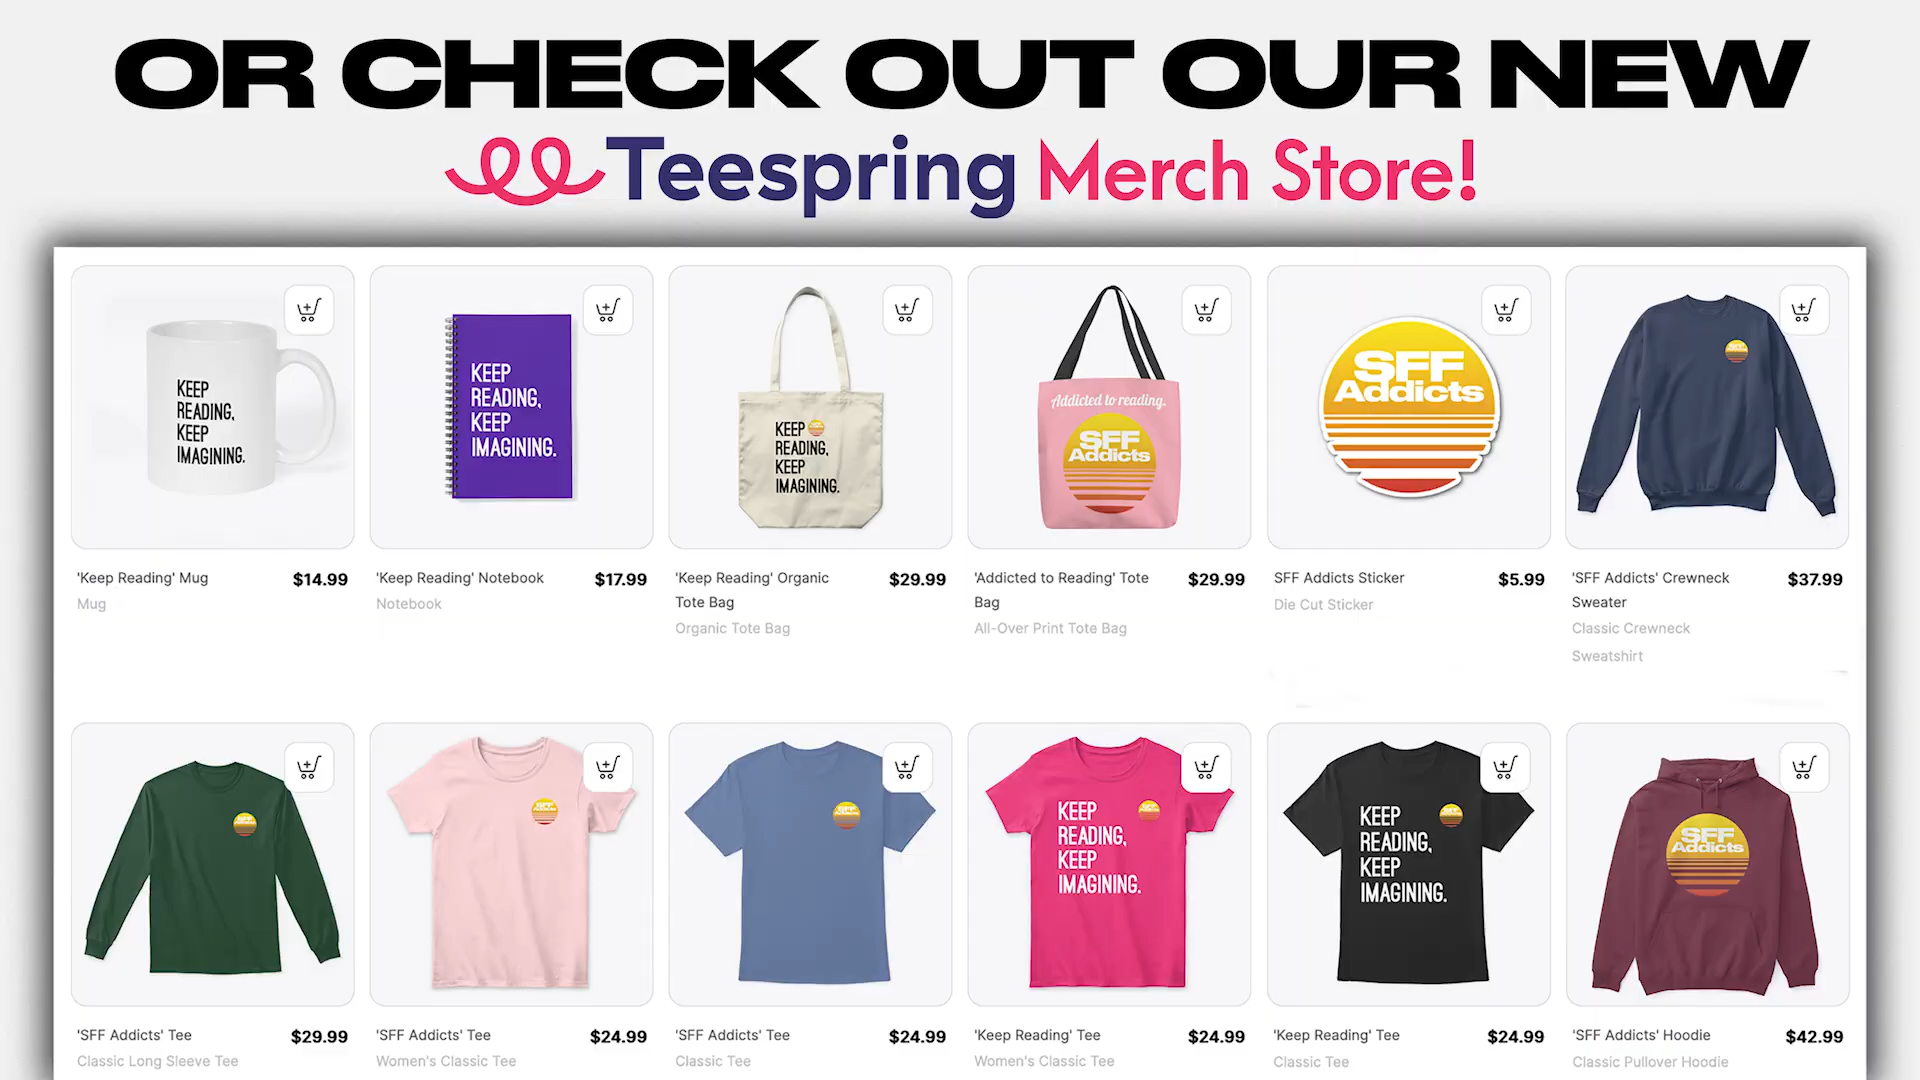 OR CHECK OUT OUR NEW
Teespring Merch Store!
KEEP
READING,
KEEP
IMAGINING.
'Keep Reading' Mug $14.99
Mug
KEEP
READING,
KEEP
IMAGINING.
'Keep Reading' Notebook $17.99
Notebook
KEEP
READING,
KEEP
IMAGINING.
'Keep Reading' Organic $29.99
Tote Bag
Organic Tote Bag
Addicted to reading.
SFF
Addicts
'Addicted to Reading' Tote $29.99
Bag
All-Over Print Tote Bag
SFF
Addicts
SFF Addicts Sticker $5.99
Die Cut Sticker
'SFF Addicts' Crewneck $37.99
Sweater
Classic Crewneck
Sweatshirt
'SFF Addicts' Tee $29.99
Classic Long Sleeve Tee
'SFF Addicts' Tee $24.99
Women's Classic Tee
'SFF Addicts' Tee $24.99
Classic Tee
KEEP
READING,
KEEP
IMAGINING.
'Keep Reading' Tee $24.99
Women's Classic Tee
KEEP
READING,
KEEP
IMAGINING.
'Keep Reading' Tee $24.99
Classic Tee
SFF
Addicts
'SFF Addicts' Hoodie $42.99
Classic Pullover Hoodie